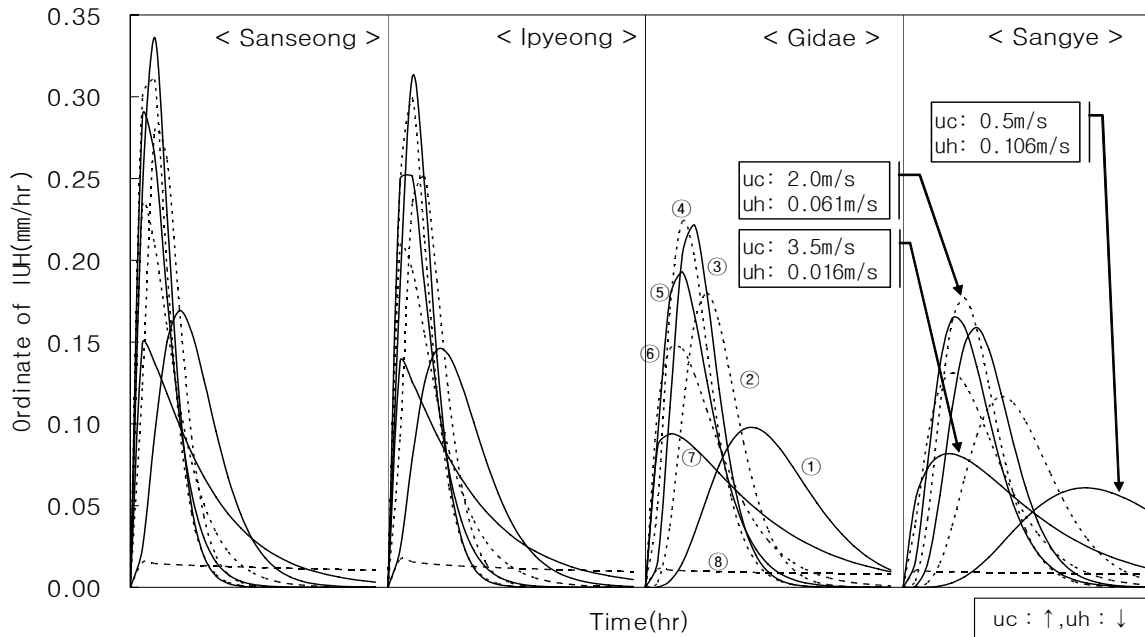 0.35
0.30
0.25
0.20
0.15
0.10
0.05
0.00
Ordinate of IUH(mm/hr)
< Sanseong >
< Ipyeong >
< Gidae >
< Sangye >
uc: 0.5m/s
uh: 0.106m/s
uc: 2.0m/s
uh: 0.061m/s
uc: 3.5m/s
uh: 0.016m/s
④
③
⑤
⑥
②
⑦
①
⑧
Time(hr)
uc : ↑ ,uh : ↓